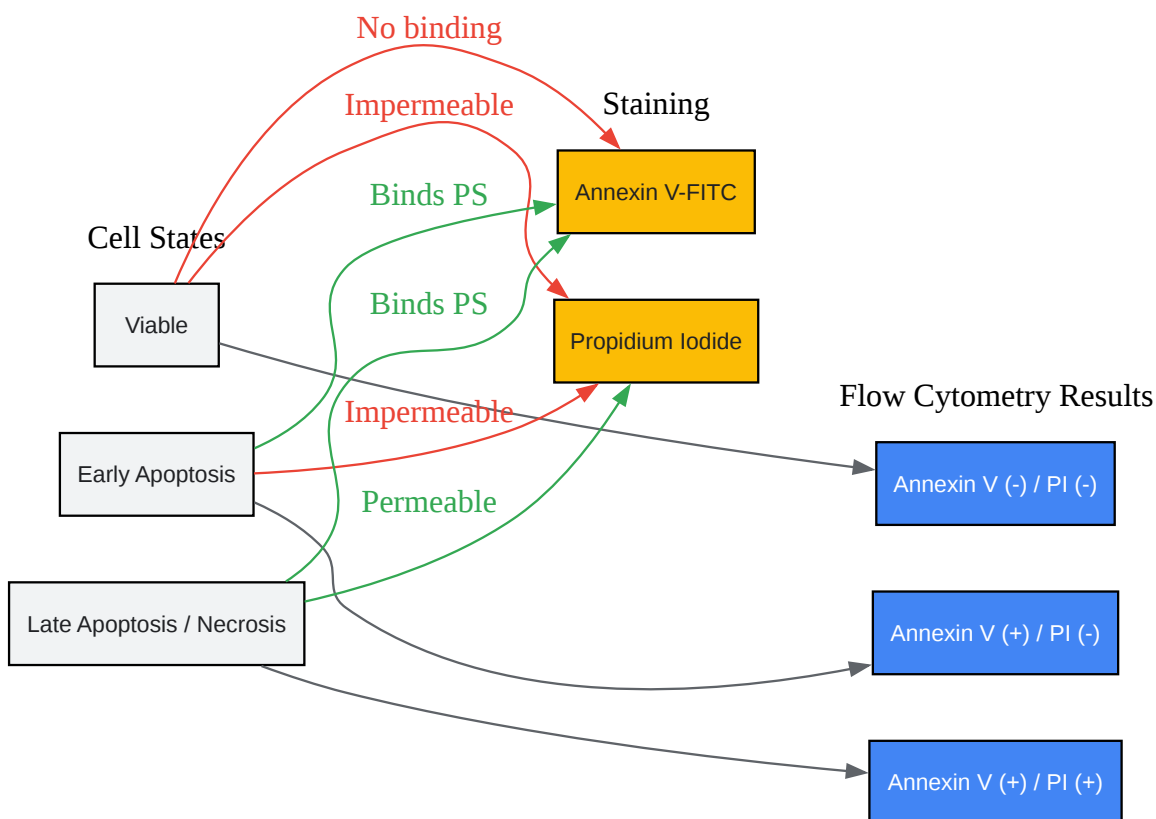 No binding
Impermeable
Staining
Annexin V-FITC
Binds PS
Cell States
Binds PS
Viable
Propidium Iodide
Flow Cytometry Results
Impermeable
Early Apoptosis
Annexin V (-) / PI (-)
Permeable
Late Apoptosis / Necrosis
Annexin V (+) / PI (-)
Annexin V (+) / PI (+)